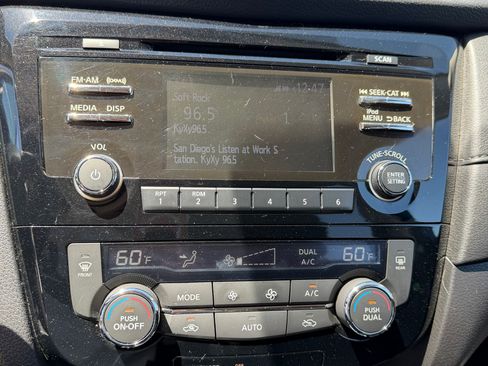 SCAN
FM·AM
12:47
SEEK·CAT
Soft Rock
96.5
KyXy965
MEDIA DISP
iPod
MENU BACK
San Diego's Listen at Work S
tation, KyXy 965
VOL
TUNE·SCROLL
ENTER
SETTING
RPT
1
RDM
2
3
4
5
6
60°F
DUAL
A/C
60°F
FRONT
REAR
MODE
A/C
PUSH
ON·OFF
AUTO
PUSH
DUAL